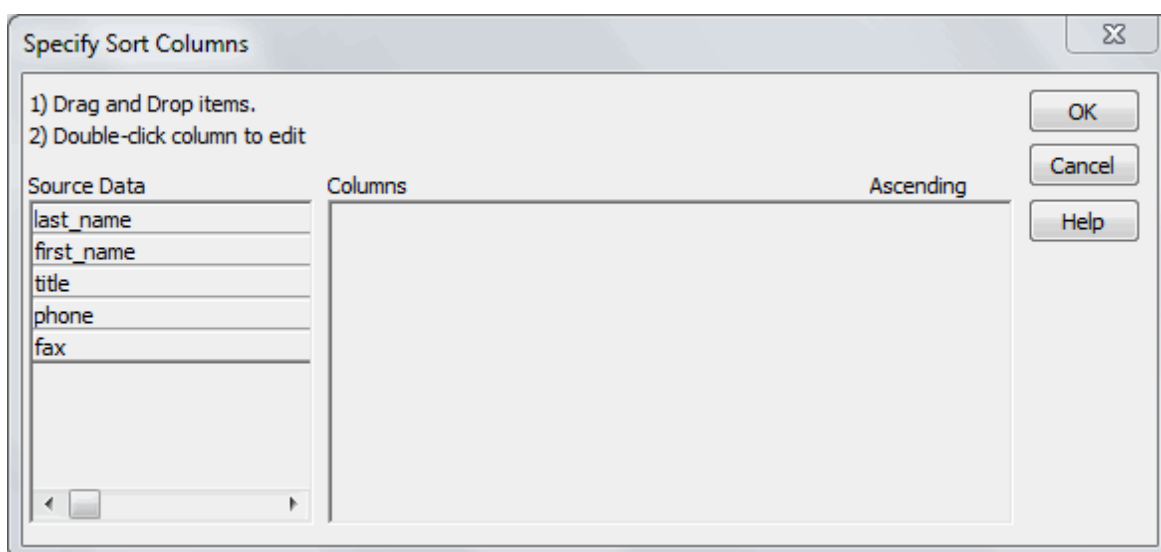 Specify Sort Columns
1) Drag and Drop items.
2) Double-click column to edit
OK
Cancel
Help
Source Data
Columns
Ascending
last_name
first_name
title
phone
fax